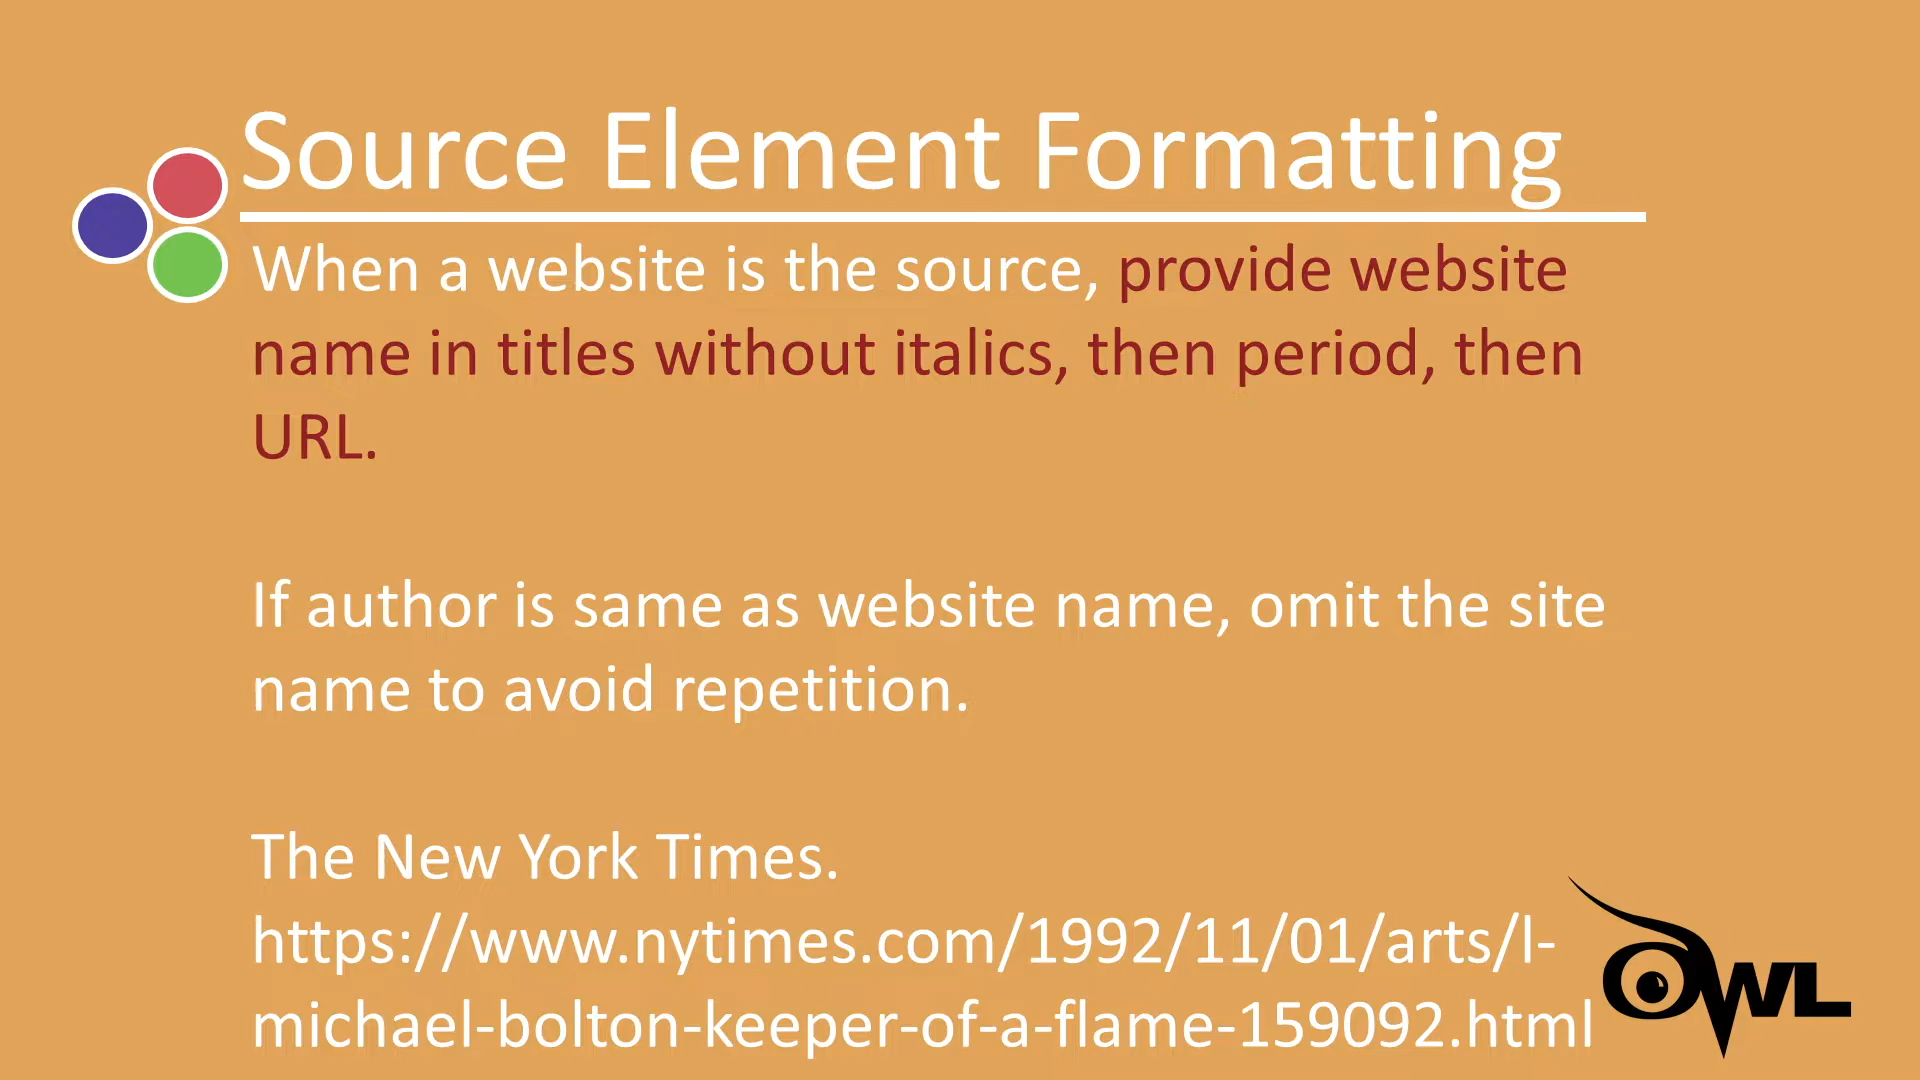 Source Element Formatting
When a website is the source, provide website
name in titles without italics, then period, then
URL.
If author is same as website name, omit the site
name to avoid repetition.
The New York Times.
https://www.nytimes.com/1992/11/01/arts/l-
michael-bolton-keeper-of-a-flame-159092.html
OWL